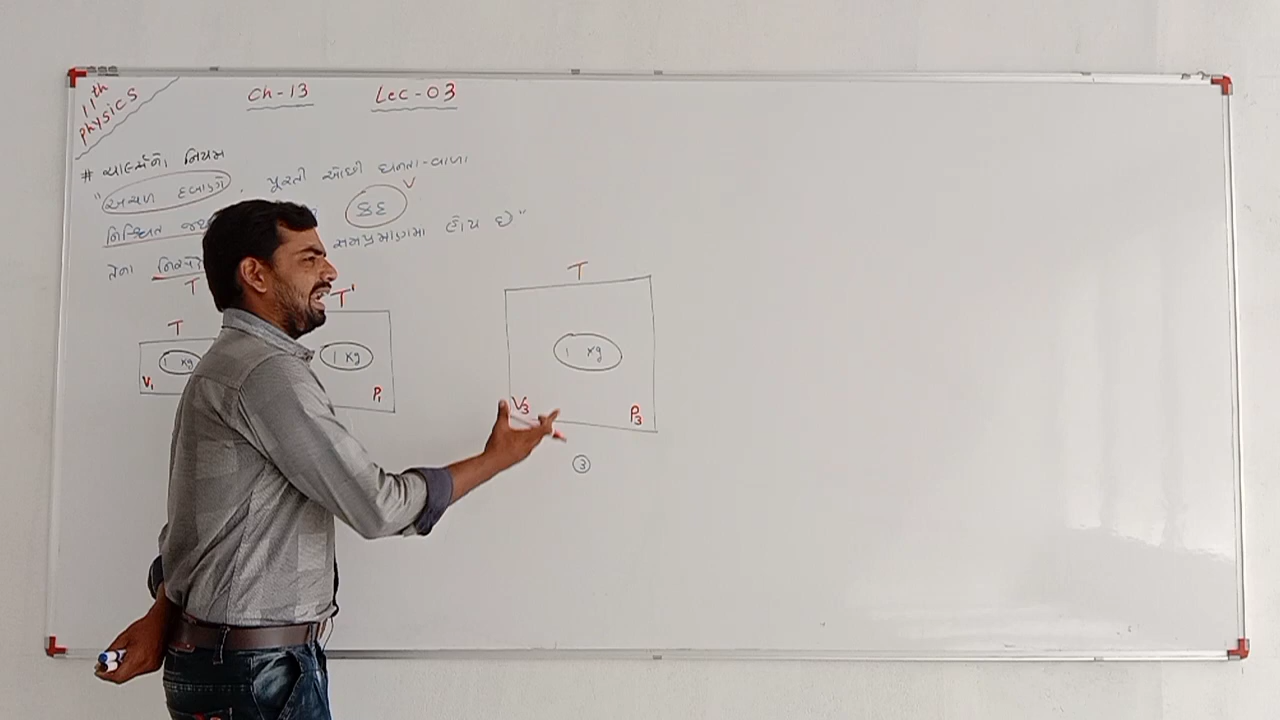 11th
physics
Ch-13 Lec-03
# ચાર્લ્સનો નિયમ
"અચળ દબાણે, પૂરતી ઓછી ઘનતા-વાળા
નિશ્ચિત કદ V
તેના સમપ્રમાણમા હોય છે"
T
T T' T
1 kg 1 kg 1 kg
V₁ P₁ V₃ P₃
③